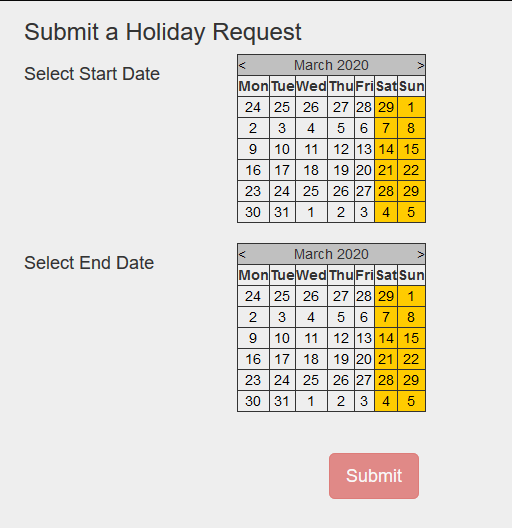 Submit a Holiday Request
Select Start Date
< March 2020 >
Mon Tue Wed Thu Fri Sat Sun
24 25 26 27 28 29 1
2 3 4 5 6 7 8
9 10 11 12 13 14 15
16 17 18 19 20 21 22
23 24 25 26 27 28 29
30 31 1 2 3 4 5
Select End Date
< March 2020 >
Mon Tue Wed Thu Fri Sat Sun
24 25 26 27 28 29 1
2 3 4 5 6 7 8
9 10 11 12 13 14 15
16 17 18 19 20 21 22
23 24 25 26 27 28 29
30 31 1 2 3 4 5
Submit